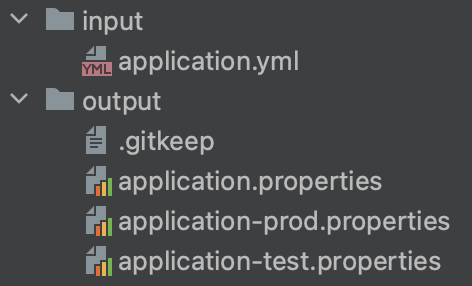 input
YML application.yml
output
.gitkeep
application.properties
application-prod.properties
application-test.properties